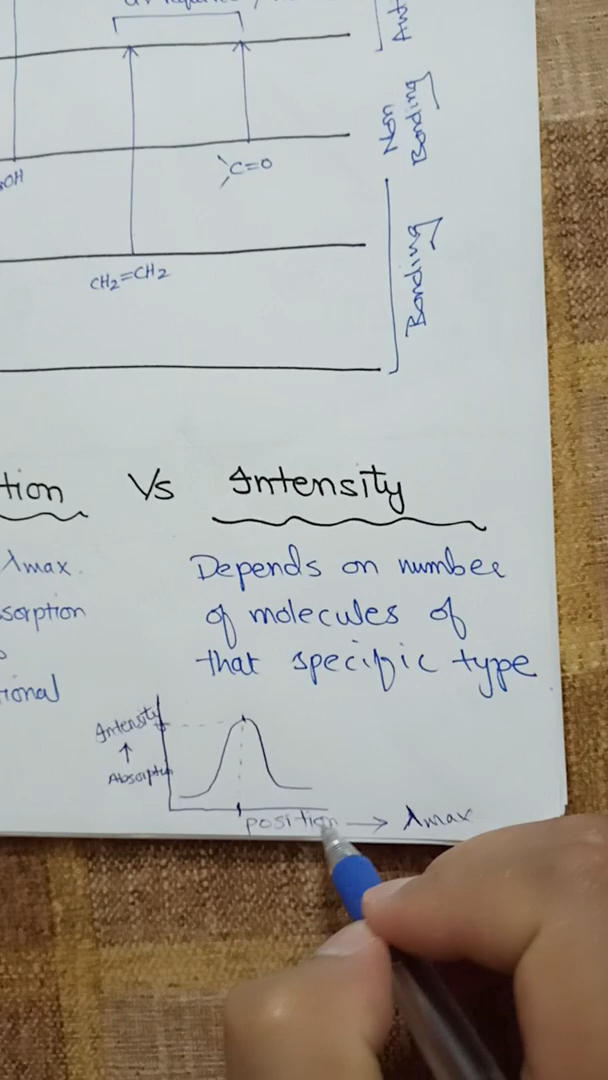 Non
Bonding
OH
C=O
Bonding
CH2=CH2
tion Vs Intensity
λmax.
sorption
tional
Depends on number
of molecules of
that specific type
Intensity
↑
Absorption
position → λmax